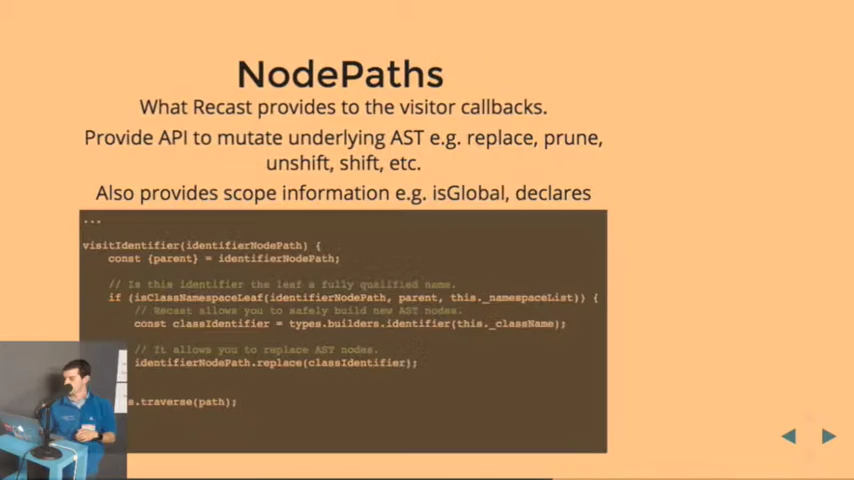 NodePaths
What Recast provides to the visitor callbacks.
Provide API to mutate underlying AST e.g. replace, prune,
unshift, shift, etc.
Also provides scope information e.g. isGlobal, declares
...
visitIdentifier(identifierNodePath) {
const {parent} = identifierNodePath;
// Is this identifier the leaf a fully qualified name.
if (isClassNamespaceLeaf(identifierNodePath, parent, this._namespaceList)) {
// Recast allows you to safely build new AST nodes.
const classIdentifier = types.builders.identifier(this._className);
// It allows you to replace AST nodes.
identifierNodePath.replace(classIdentifier);
s.traverse(path);